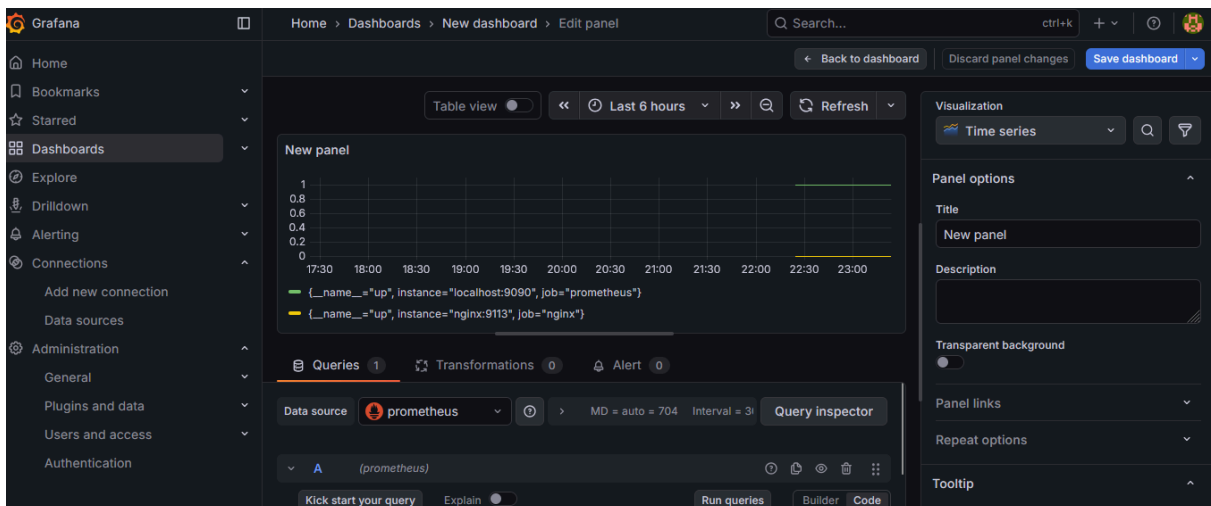 Grafana
Home › Dashboards › New dashboard › Edit panel
Search...
ctrl+k
Home
Bookmarks
Starred
Dashboards
Explore
Drilldown
Alerting
Connections
Add new connection
Data sources
Administration
General
Plugins and data
Users and access
Authentication
← Back to dashboard
Discard panel changes
Save dashboard
Table view
Last 6 hours
Refresh
New panel
1
0.8
0.6
0.4
0.2
0
17:30 18:00 18:30 19:00 19:30 20:00 20:30 21:00 21:30 22:00 22:30 23:00
{__name__="up", instance="localhost:9090", job="prometheus"}
{__name__="up", instance="nginx:9113", job="nginx"}
Queries 1
Transformations 0
Alert 0
Data source
prometheus
MD = auto = 704 Interval =
Query inspector
A (prometheus)
Kick start your query
Explain
Run queries
Builder Code
Visualization
Time series
Panel options
Title
New panel
Description
Transparent background
Panel links
Repeat options
Tooltip